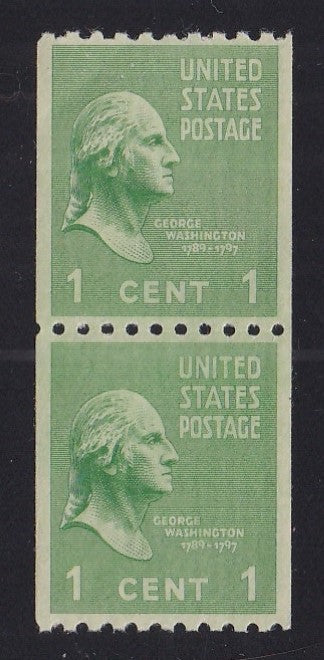 UNITED
STATES
POSTAGE
GEORGE
WASHINGTON
1789-1797
1 CENT 1
UNITED
STATES
POSTAGE
GEORGE
WASHINGTON
1789-1797
1 CENT 1